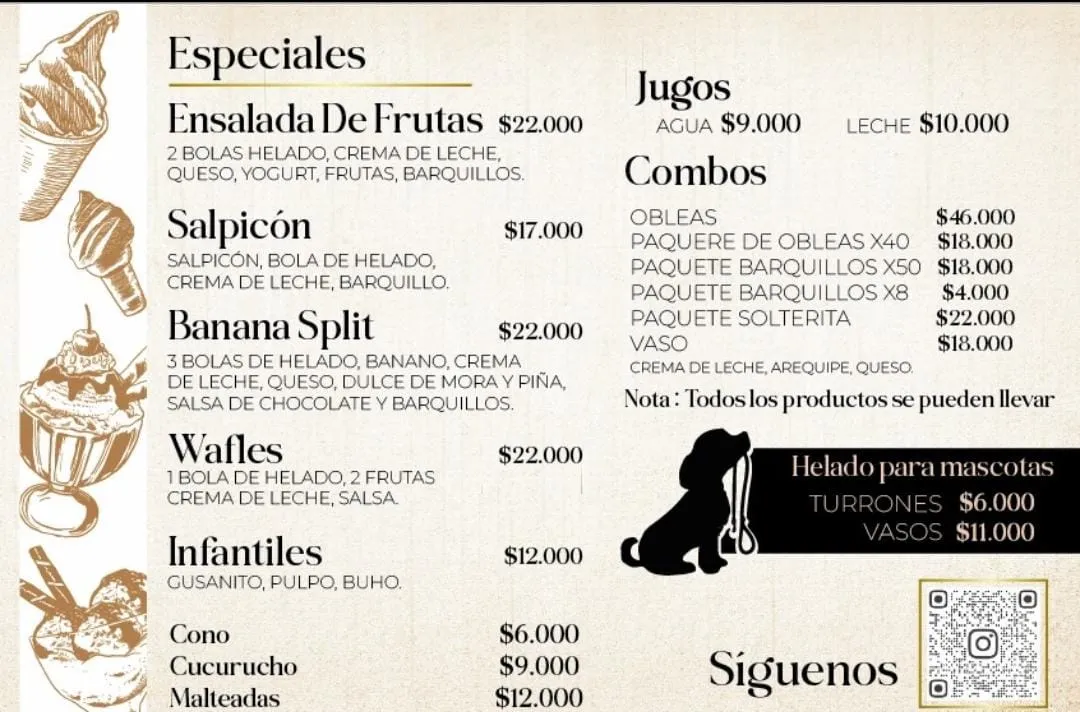 Especiales
Ensalada De Frutas $22.000
2 BOLAS HELADO, CREMA DE LECHE,
QUESO, YOGURT, FRUTAS, BARQUILLOS.
Salpicón $17.000
SALPICÓN, BOLA DE HELADO,
CREMA DE LECHE, BARQUILLO.
Banana Split $22.000
3 BOLAS DE HELADO, BANANO, CREMA
DE LECHE, QUESO, DULCE DE MORA Y PIÑA,
SALSA DE CHOCOLATE Y BARQUILLOS.
Wafles $22.000
1 BOLA DE HELADO, 2 FRUTAS
CREMA DE LECHE, SALSA.
Infantiles $12.000
GUSANITO, PULPO, BUHO.
Cono $6.000
Cucurucho $9.000
Malteadas $12.000
Jugos
AGUA $9.000 LECHE $10.000
Combos
OBLEAS $46.000
PAQUERE DE OBLEAS X40 $18.000
PAQUETE BARQUILLOS X50 $18.000
PAQUETE BARQUILLOS X8 $4.000
PAQUETE SOLTERITA $22.000
VASO $18.000
CREMA DE LECHE, AREQUIPE, QUESO.
Nota : Todos los productos se pueden llevar
Helado para mascotas
TURRONES $6.000
VASOS $11.000
Síguenos